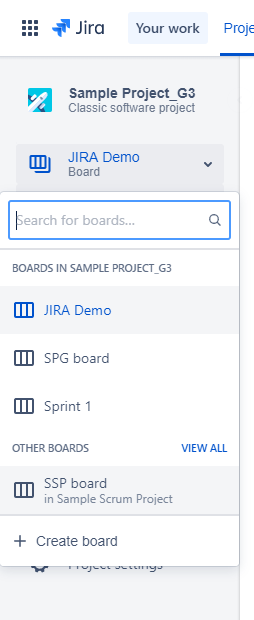 Jira
Your work
Proje
Sample Project_G3
Classic software project
JIRA Demo
Board
Search for boards...
BOARDS IN SAMPLE PROJECT_G3
JIRA Demo
SPG board
Sprint 1
OTHER BOARDS VIEW ALL
SSP board
in Sample Scrum Project
Create board
Project settings